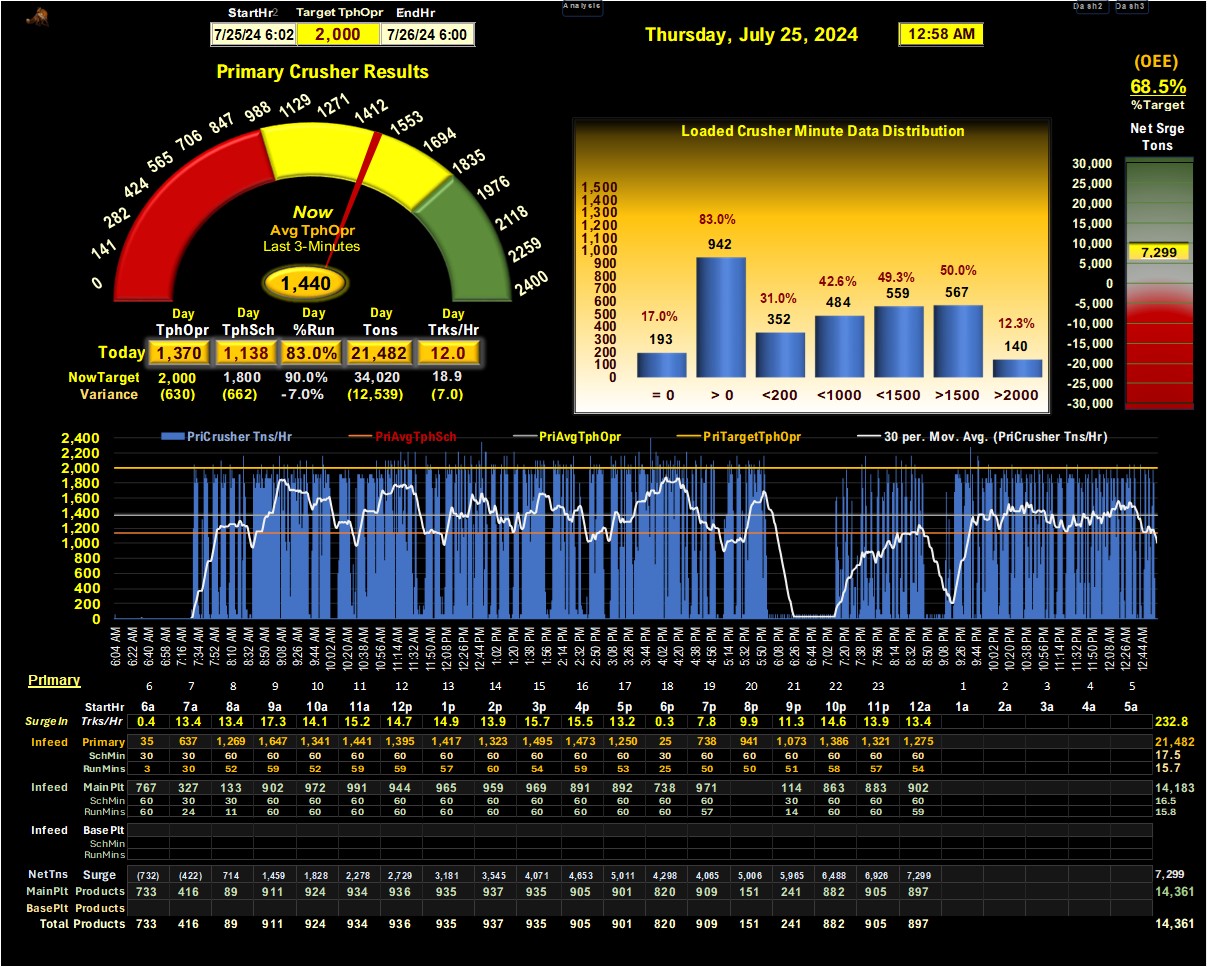 Analysis
Dash2 Dash3
StartHr2 Target TphOpr EndHr
7/25/24 6:02 2,000 7/26/24 6:00
Thursday, July 25, 2024 12:58 AM
(OEE)
68.5%
%Target
Net Srge
Tons
30,000
25,000
20,000
15,000
10,000
7,299
5,000
0
-5,000
-10,000
-15,000
-20,000
-25,000
-30,000
Primary Crusher Results
0 141 282 424 565 706 847 988 1129 1271 1412 1553 1694 1835 1976 2118 2259 2400
Now
Avg TphOpr
Last 3-Minutes
1,440
Day Day Day Day Day
TphOpr TphSch %Run Tons Trks/Hr
Today 1,370 1,138 83.0% 21,482 12.0
NowTarget 2,000 1,800 90.0% 34,020 18.9
Variance (630) (662) -7.0% (12,539) (7.0)
Loaded Crusher Minute Data Distribution
1,500
1,400
1,300
1,200
1,100
1,000
900
800
700
600
500
400
300
200
100
0
17.0% 83.0% 31.0% 42.6% 49.3% 50.0% 12.3%
193 942 352 484 559 567 140
= 0 > 0 <200 <1000 <1500 >1500 >2000
PriCrusher Tns/Hr PriAvgTphSch PriAvgTphOpr PriTargetTphOpr 30 per. Mov. Avg. (PriCrusher Tns/Hr)
2,400
2,200
2,000
1,800
1,600
1,400
1,200
1,000
800
600
400
200
0
6:04 AM 6:22 AM 6:40 AM 6:58 AM 7:16 AM 7:34 AM 7:52 AM 8:10 AM 8:32 AM 8:50 AM 9:08 AM 9:26 AM 9:44 AM 10:02 AM 10:20 AM 10:38 AM 10:56 AM 11:14 AM 11:32 AM 11:50 AM 12:08 PM 12:26 PM 12:44 PM 1:02 PM 1:20 PM 1:38 PM 1:56 PM 2:14 PM 2:32 PM 2:50 PM 3:08 PM 3:26 PM 3:44 PM 4:02 PM 4:20 PM 4:38 PM 4:56 PM 5:14 PM 5:32 PM 5:50 PM 6:08 PM 6:26 PM 6:44 PM 7:02 PM 7:20 PM 7:38 PM 7:56 PM 8:14 PM 8:32 PM 8:50 PM 9:08 PM 9:26 PM 9:44 PM 10:02 PM 10:20 PM 10:38 PM 10:56 PM 11:14 PM 11:32 PM 11:50 PM 12:08 AM 12:26 AM 12:44 AM
Primary 6 7 8 9 10 11 12 13 14 15 16 17 18 19 20 21 22 23 1 2 3 4 5
StartHr 6a 7a 8a 9a 10a 11a 12p 1p 2p 3p 4p 5p 6p 7p 8p 9p 10p 11p 12a 1a 2a 3a 4a 5a
SurgeIn Trks/Hr 0.4 13.4 13.4 17.3 14.1 15.2 14.7 14.9 13.9 15.7 15.5 13.2 0.3 7.8 9.9 11.3 14.6 13.9 13.4 232.8
Infeed Primary 35 637 1,269 1,647 1,341 1,441 1,395 1,417 1,323 1,495 1,473 1,250 25 738 941 1,073 1,386 1,321 1,275 21,482
SchMin 30 30 60 60 60 60 60 60 60 60 60 60 30 60 60 60 60 60 60 17.5
RunMins 3 30 52 59 52 59 59 57 60 54 59 53 25 50 50 51 58 57 54 15.7
Infeed MainPlt 767 327 133 902 972 991 944 965 959 969 891 892 738 971 114 863 883 902 14,183
SchMin 60 30 30 60 60 60 60 60 60 60 60 60 60 60 30 60 60 60 16.5
RunMins 60 24 11 60 60 60 60 60 60 60 60 60 60 57 14 60 60 59 15.8
Infeed Base Plt
SchMin
RunMins
NetTns Surge (732) (422) 714 1,459 1,828 2,278 2,729 3,181 3,545 4,071 4,653 5,011 4,298 4,065 5,006 5,965 6,488 6,926 7,299 7,299
MainPlt Products 733 416 89 911 924 934 936 935 937 935 905 901 820 909 151 241 882 905 897 14,361
BasePlt Products
Total Products 733 416 89 911 924 934 936 935 937 935 905 901 820 909 151 241 882 905 897 14,361